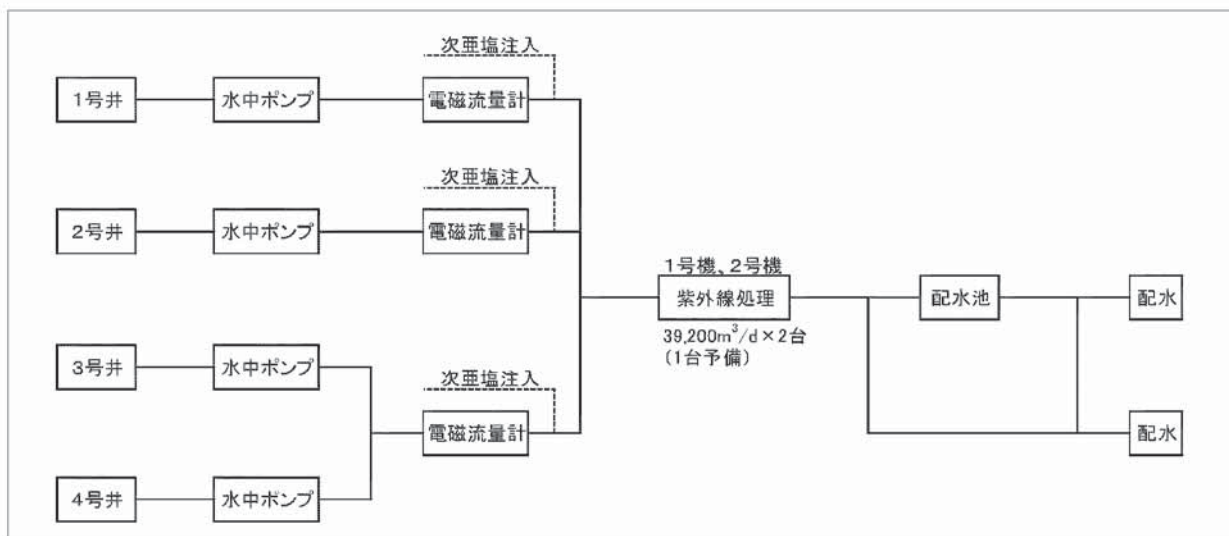 次亜塩注入
1号井
水中ポンプ
電磁流量計
次亜塩注入
2号井
水中ポンプ
電磁流量計
1号機、2号機
紫外線処理
39,200m³/d×2台
(1台予備)
配水池
配水
3号井
水中ポンプ
次亜塩注入
電磁流量計
配水
4号井
水中ポンプ